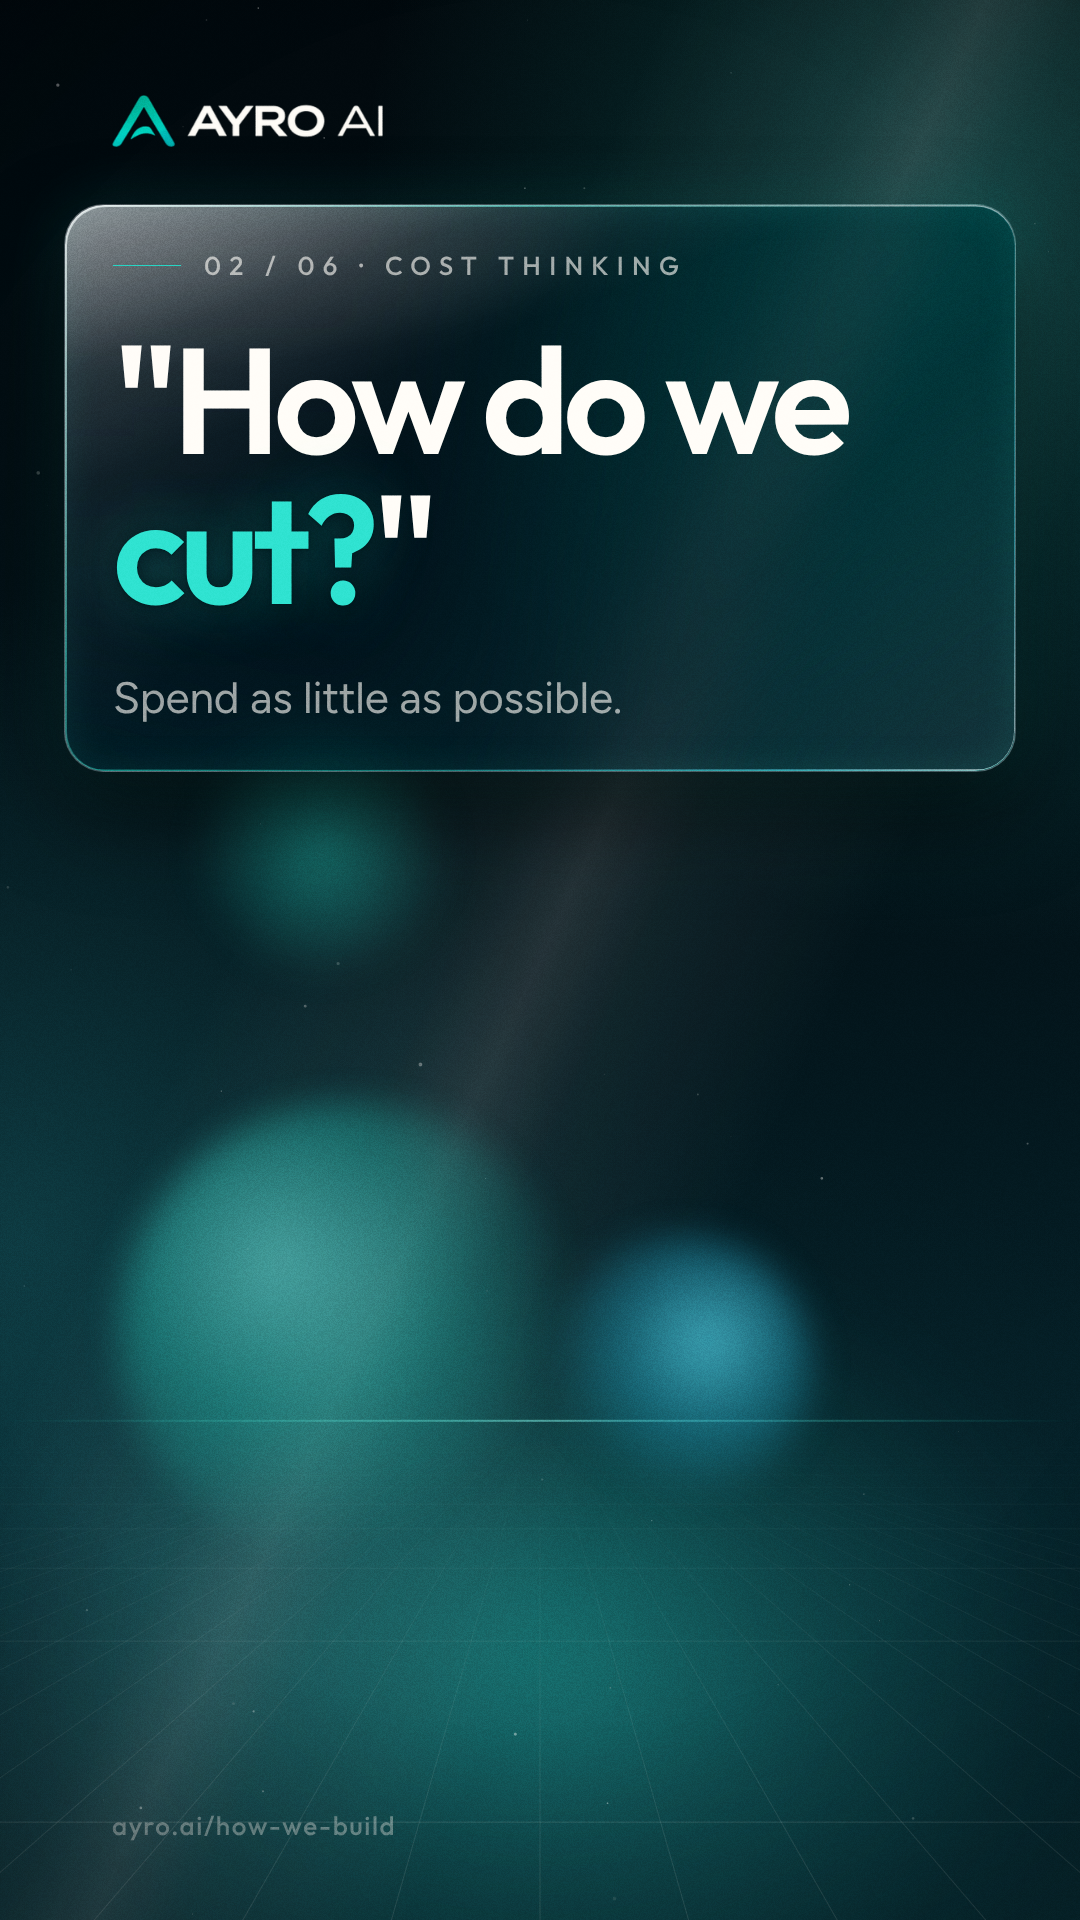 AYRO AI
02 / 06 · COST THINKING
"How do we
cut?"
Spend as little as possible.
ayro.ai/how-we-build